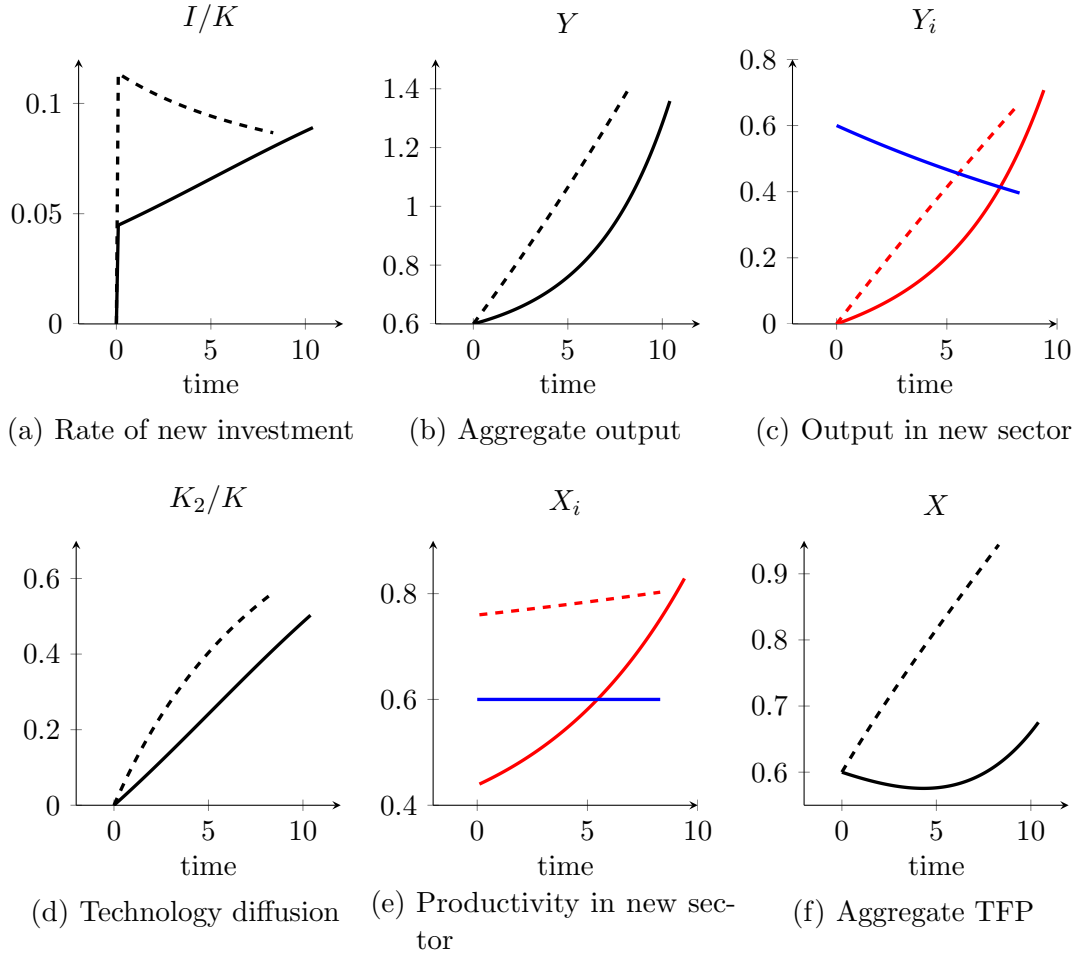 I/K
0.1
0.05
0
0 5 10
time
(a) Rate of new investment
Y
1.4
1.2
1
0.8
0.6
0 5 10
time
(b) Aggregate output
Y_i
0.8
0.6
0.4
0.2
0
0 5 10
time
(c) Output in new sector
K_2/K
0.6
0.4
0.2
0
0 5 10
time
(d) Technology diffusion
X_i
0.8
0.6
0.4
0 5 10
time
(e) Productivity in new sec-
tor
X
0.9
0.8
0.7
0.6
0 5 10
time
(f) Aggregate TFP